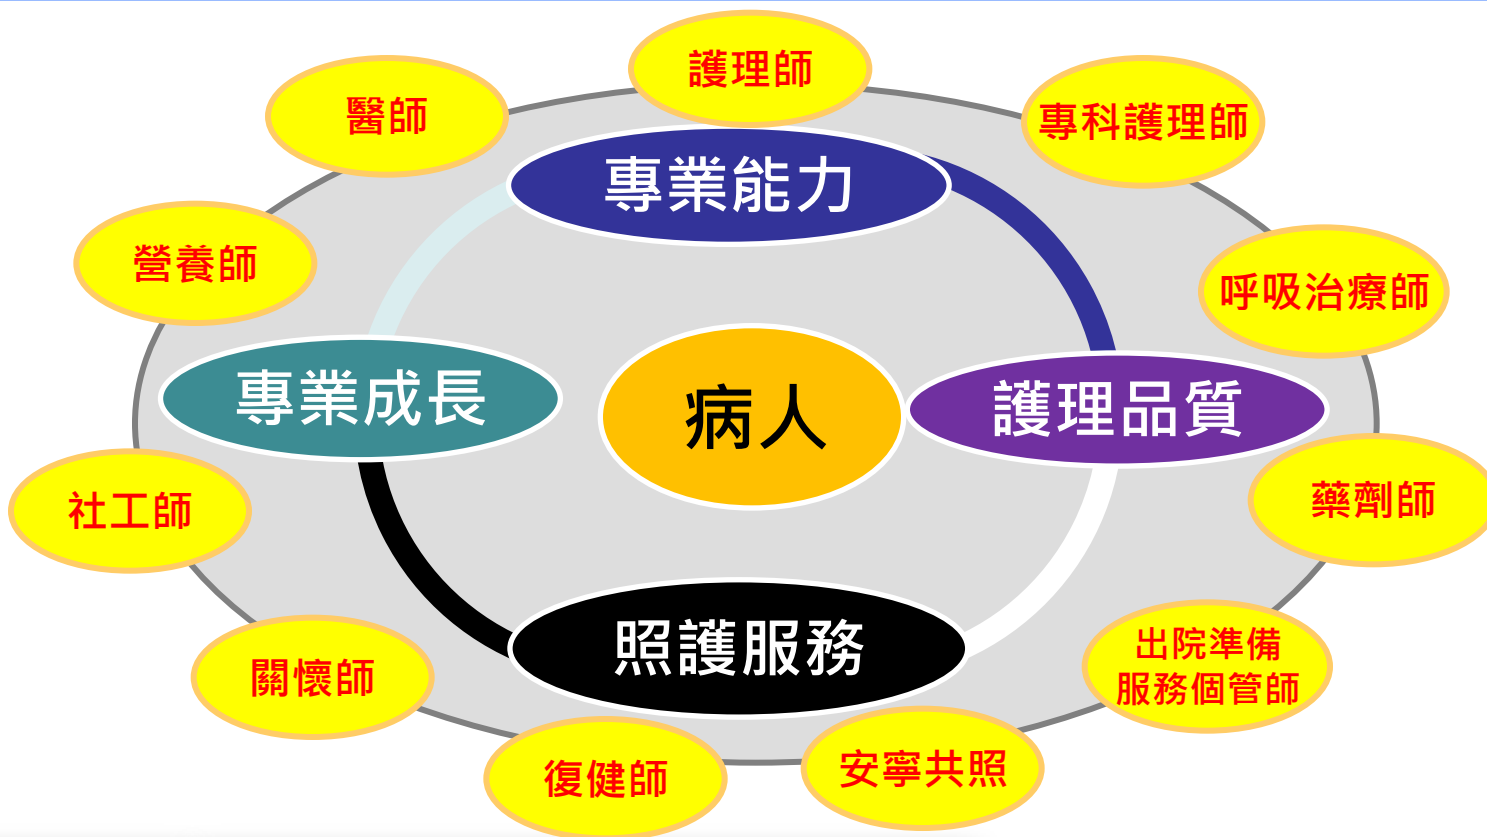 護理師
醫師
專科護理師
專業能力
營養師
呼吸治療師
專業成長
病人
護理品質
社工師
藥劑師
照護服務
出院準備
服務個管師
關懷師
復健師
安寧共照